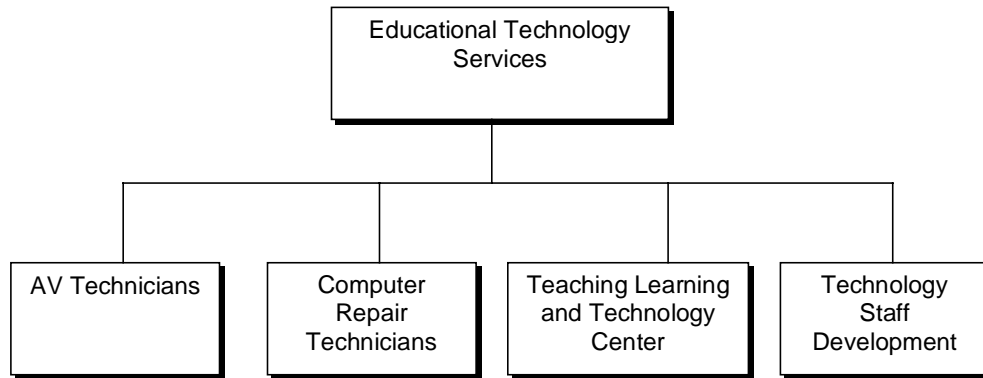 Educational Technology
Services
AV Technicians
Computer
Repair
Technicians
Teaching Learning
and Technology
Center
Technology
Staff
Development